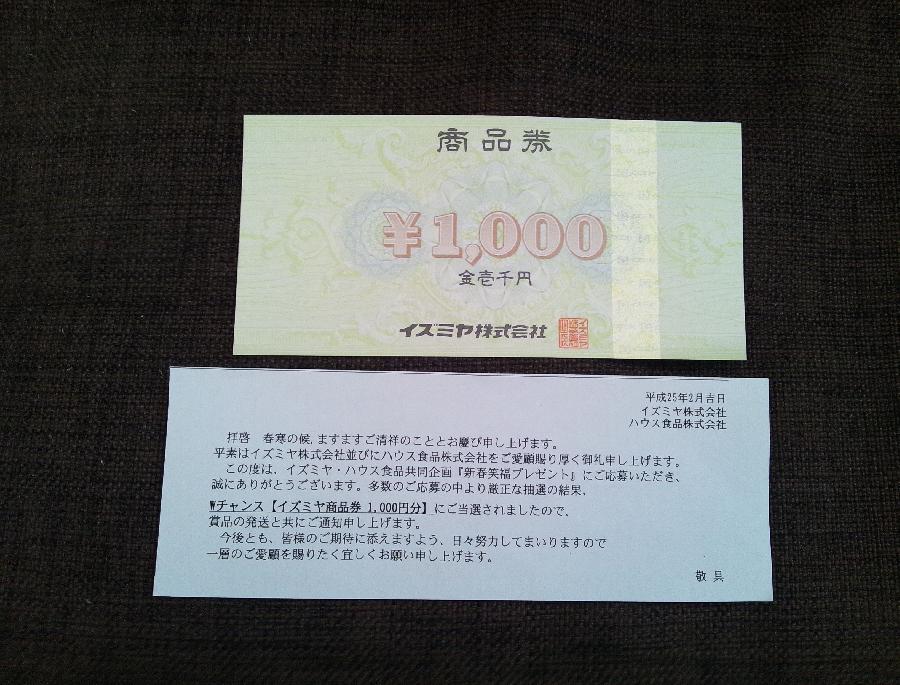 商品券
¥1,000
金壱千円
イズミヤ株式会社
平成25年2月吉日
イズミヤ株式会社
ハウス食品株式会社
拝啓　春寒の候,ますますご清祥のこととお慶び申し上げます。
平素はイズミヤ株式会社並びにハウス食品株式会社をご愛顧賜り厚く御礼申し上げます。
この度は、イズミヤ・ハウス食品共同企画『新春笑福プレゼント』にご応募いただき、
誠にありがとうございます。多数のご応募の中より厳正な抽選の結果、
Wチャンス【イズミヤ商品券 1,000円分】にご当選されましたので、
賞品の発送と共にご通知申し上げます。
今後とも、皆様のご期待に添えますよう、日々努力してまいりますので
一層のご愛顧を賜りたく宜しくお願い申し上げます。
敬具